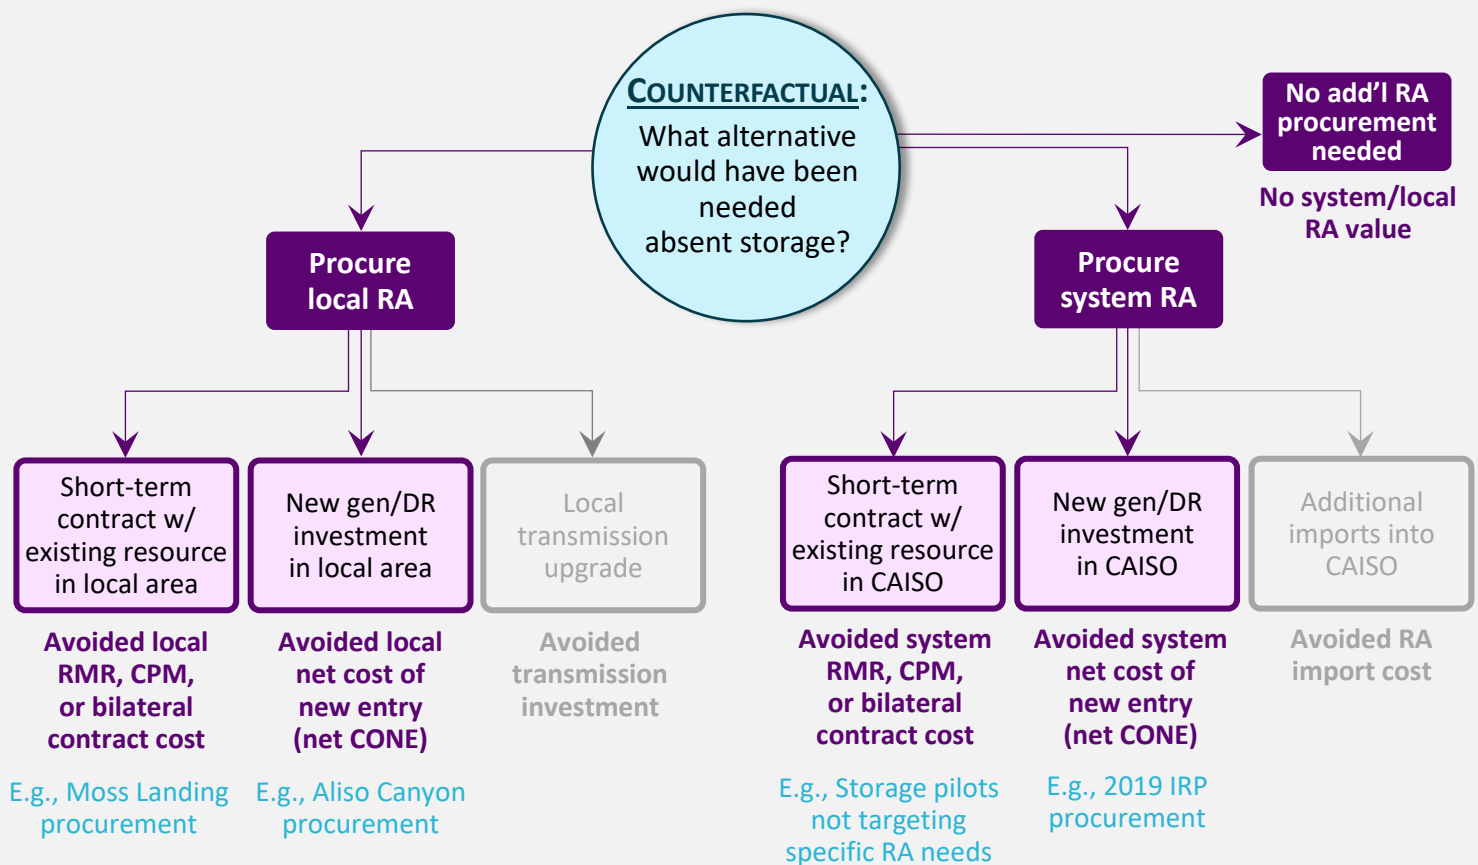 COUNTERFACTUAL:
What alternative
would have been
needed
absent storage?
No add'l RA
procurement
needed
No system/local
RA value
Procure
local RA
Procure
system RA
Short-term
contract w/
existing resource
in local area
Avoided local
RMR, CPM,
or bilateral
contract cost
E.g., Moss Landing
procurement
New gen/DR
investment
in local area
Avoided local
net cost of
new entry
(net CONE)
E.g., Aliso Canyon
procurement
Local
transmission
upgrade
Avoided
transmission
investment
Short-term
contract w/
existing resource
in CAISO
Avoided system
RMR, CPM,
or bilateral
contract cost
E.g., Storage pilots
not targeting
specific RA needs
New gen/DR
investment
in CAISO
Avoided system
net cost of
new entry
(net CONE)
E.g., 2019 IRP
procurement
Additional
imports into
CAISO
Avoided RA
import cost